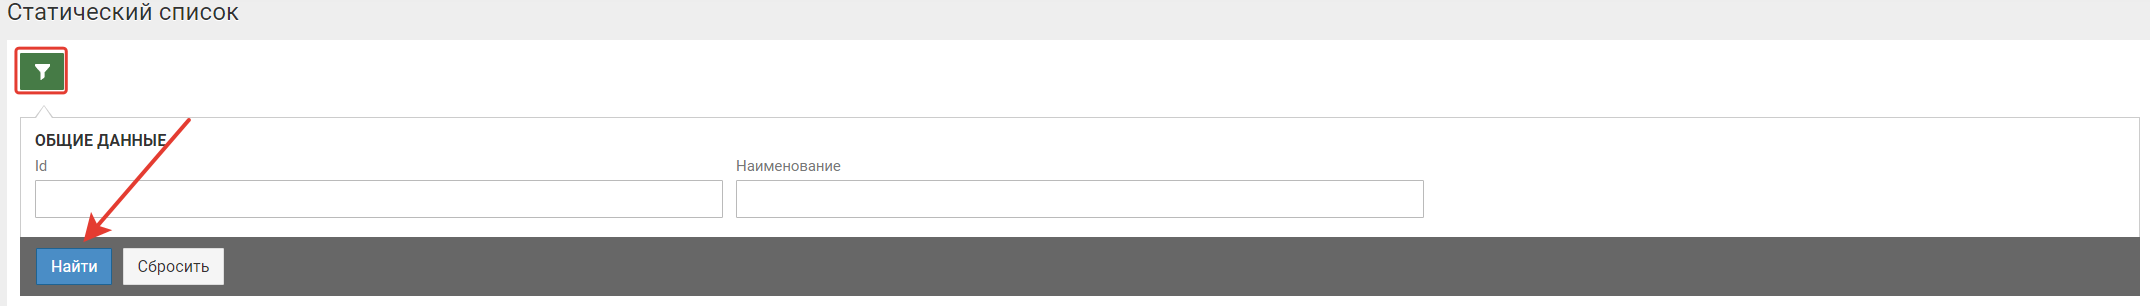 Статический список
ОБЩИЕ ДАННЫЕ
Id Наименование
Найти Сбросить